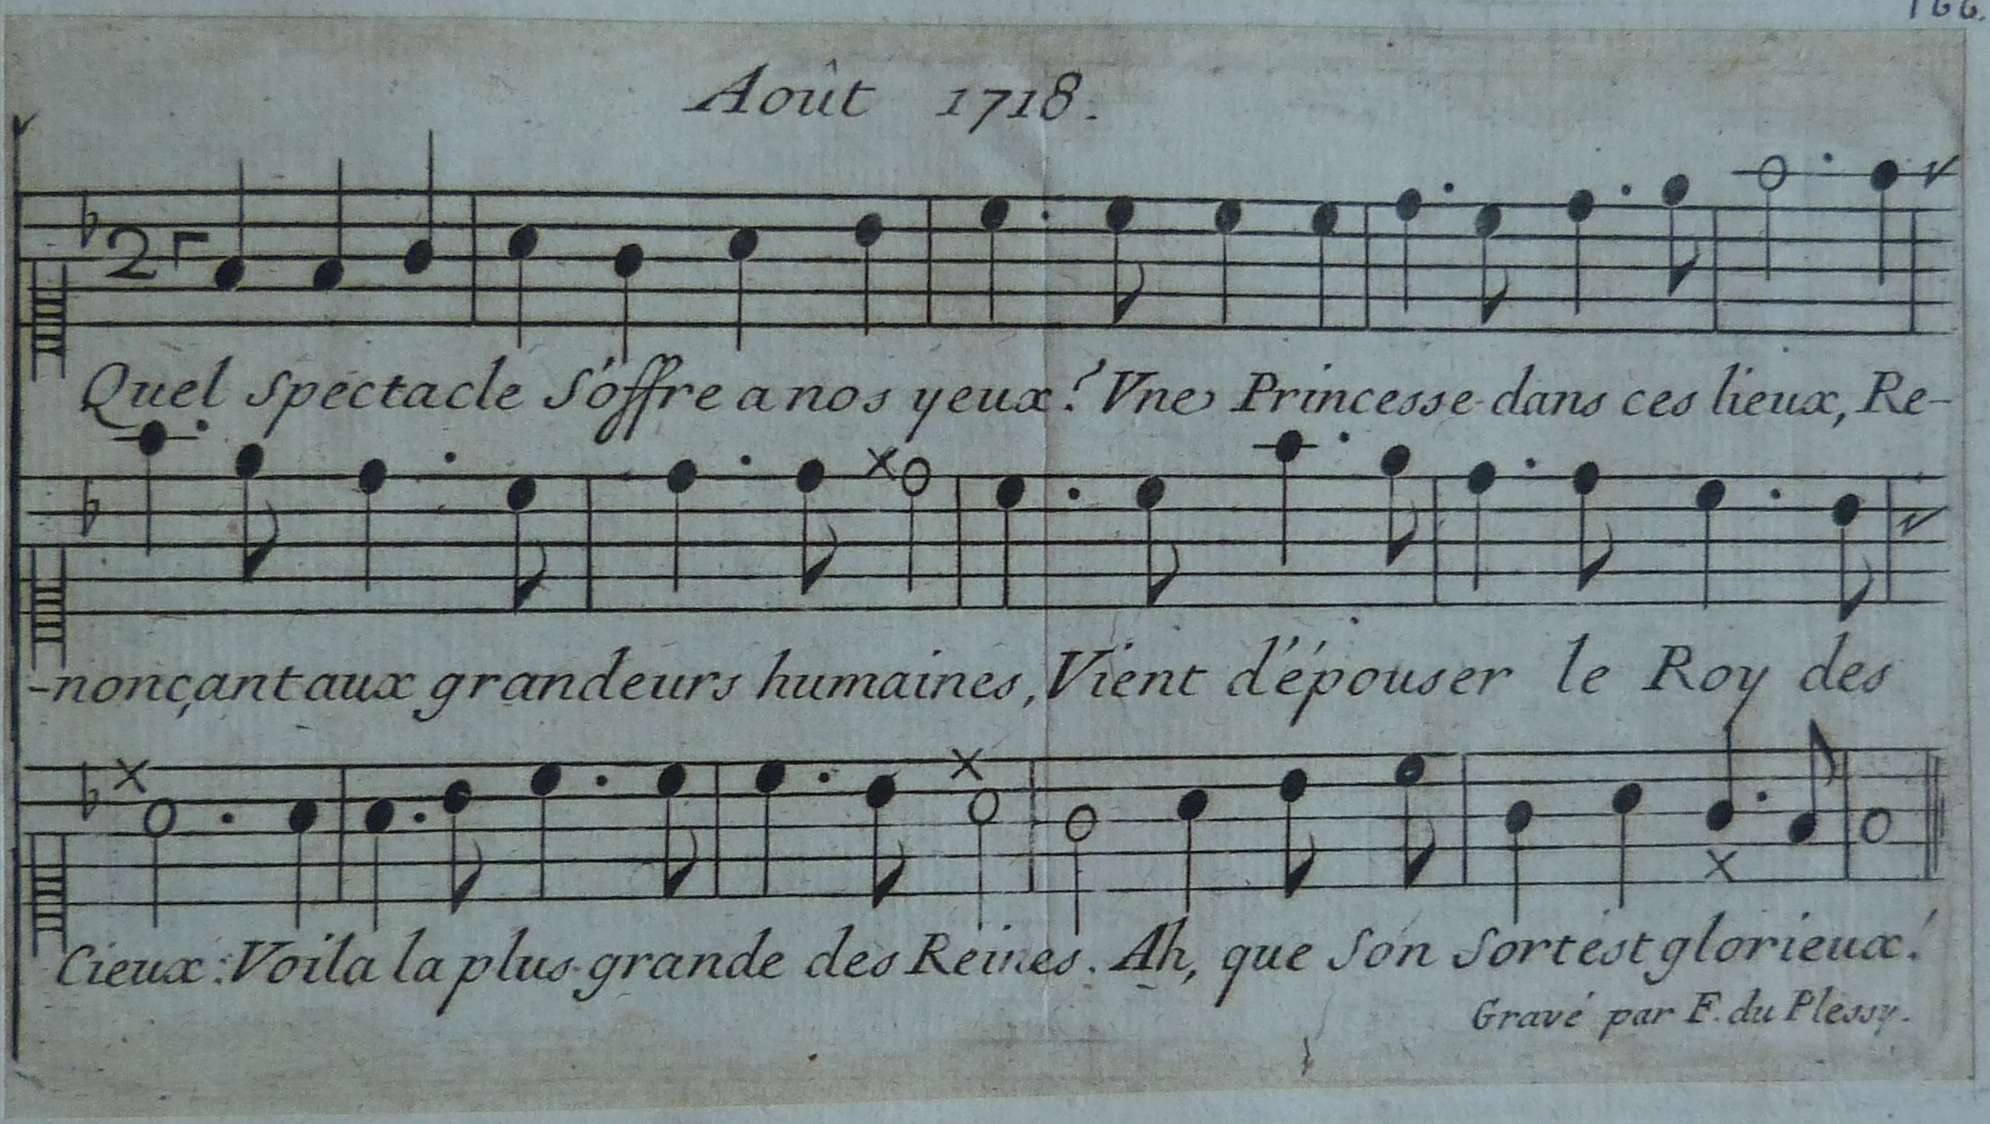 166.
Août 1718.
2
Quel spectacle s'offre a nos yeux? Vne Princesse dans ces lieux, Re-
-nonçant aux grandeurs humaines, Vient d'épouser le Roy des
Cieux: Voila la plus grande des Reines. Ah, que son sort est glorieux!
Gravé par F. du Plessy.